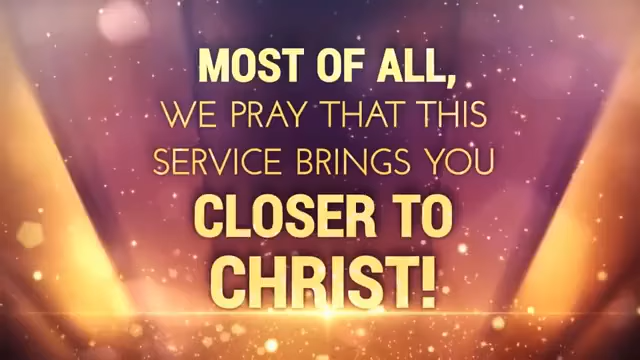 MOST OF ALL,
WE PRAY THAT THIS
SERVICE BRINGS YOU
CLOSER TO
CHRIST!